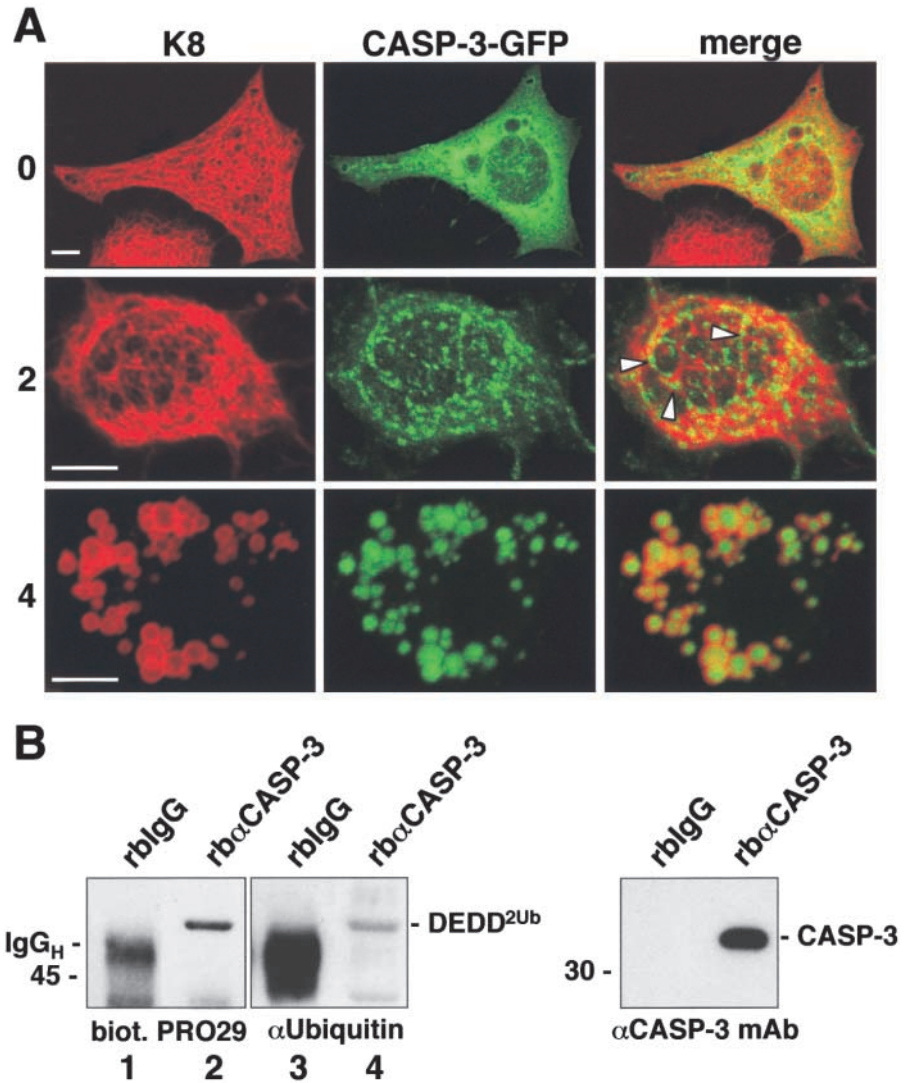 A
K8 CASP-3-GFP merge
0
2
4
B
rbIgG rbαCASP-3 rbIgG rbαCASP-3 rbIgG rbαCASP-3
- DEDD2Ub
IgGH -
- CASP-3
45 -
30 -
biot. PRO29 αUbiquitin αCASP-3 mAb
1 2 3 4